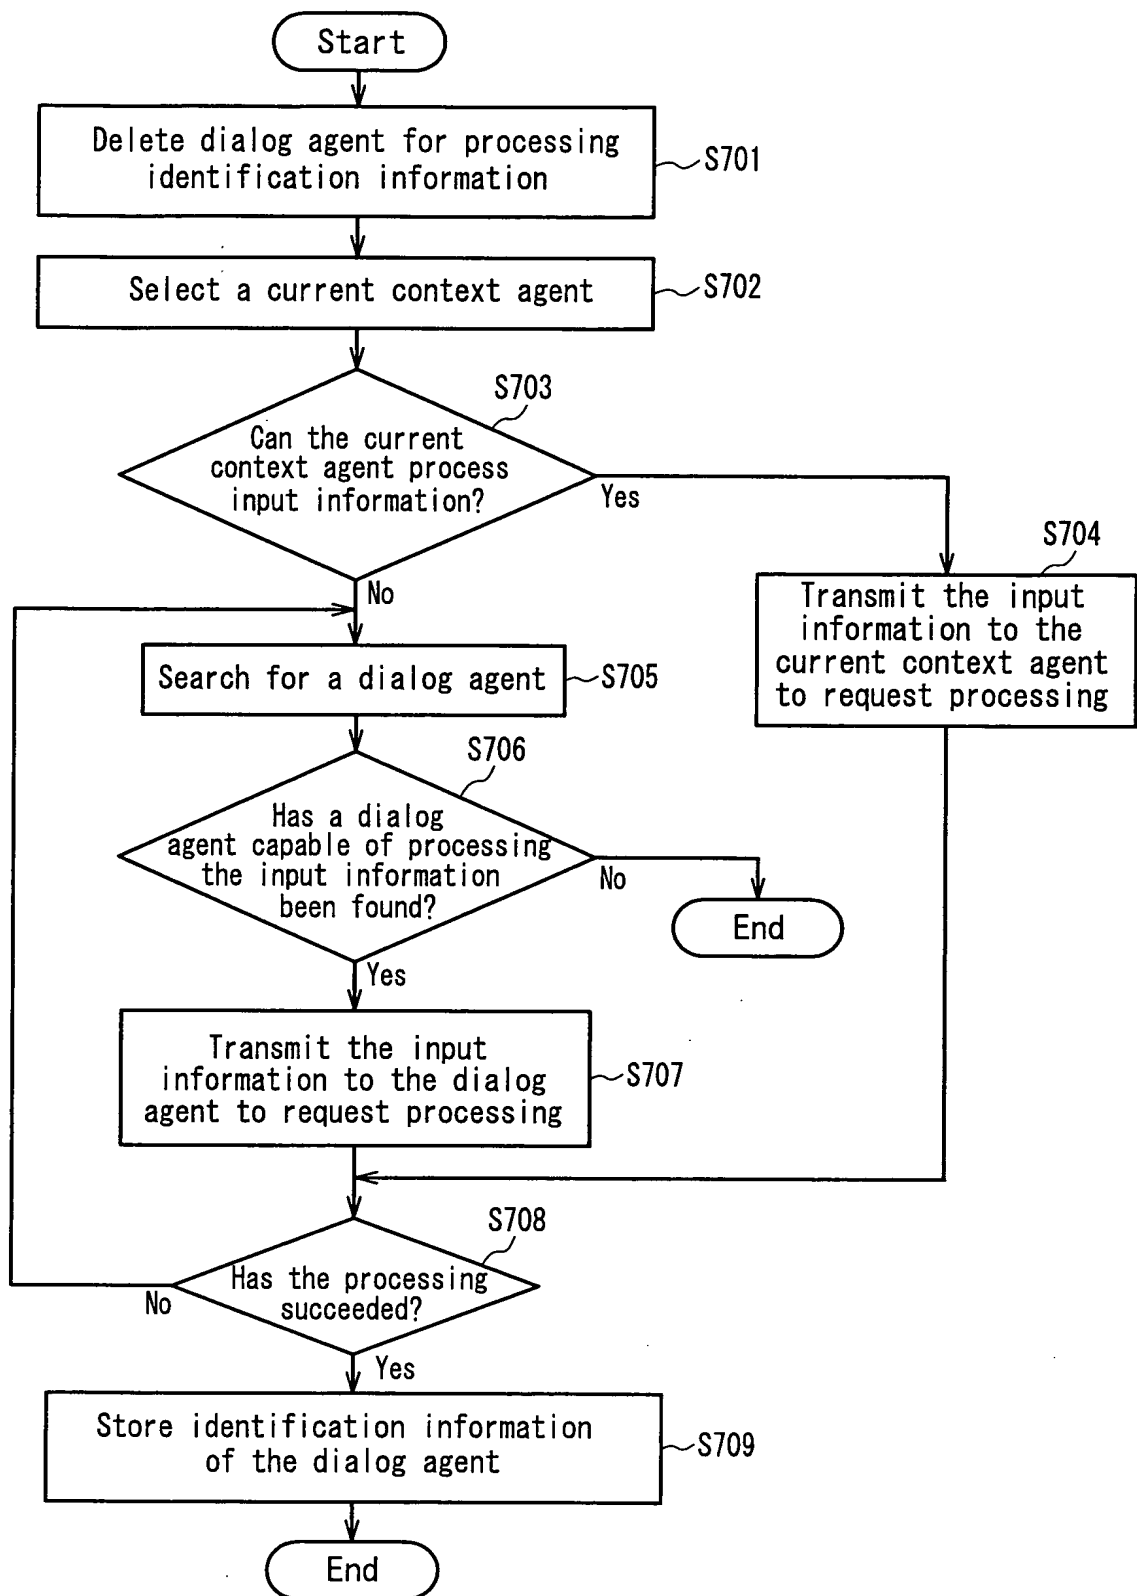 Start
Delete dialog agent for processing
identification information
S701
Select a current context agent
S702
S703
Can the current
context agent process
input information?
Yes
No
S704
Transmit the input
information to the
current context agent
to request processing
Search for a dialog agent
S705
S706
Has a dialog
agent capable of processing
the input information
been found?
No
End
Yes
Transmit the input
information to the dialog
agent to request processing
S707
S708
Has the processing
succeeded?
No
Yes
Store identification information
of the dialog agent
S709
End